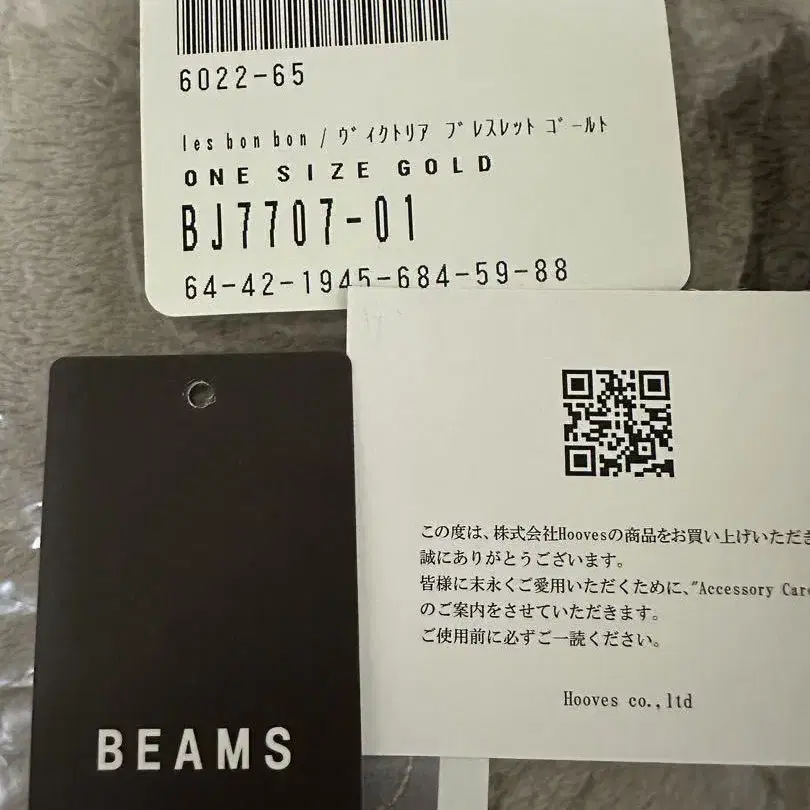 6022-65
les bon bon / ヴィクトリア ブレスレット ゴールド
ONE SIZE GOLD
BJ7707-01
64-42-1945-684-59-88
この度は、株式会社Hoovesの商品をお買い上げいただき
誠にありがとうございます。
皆様に末永くご愛用いただくために、"Accessory Care
のご案内をさせていただきます。
ご使用前に必ずご一読ください。
Hooves co.,ltd
BEAMS